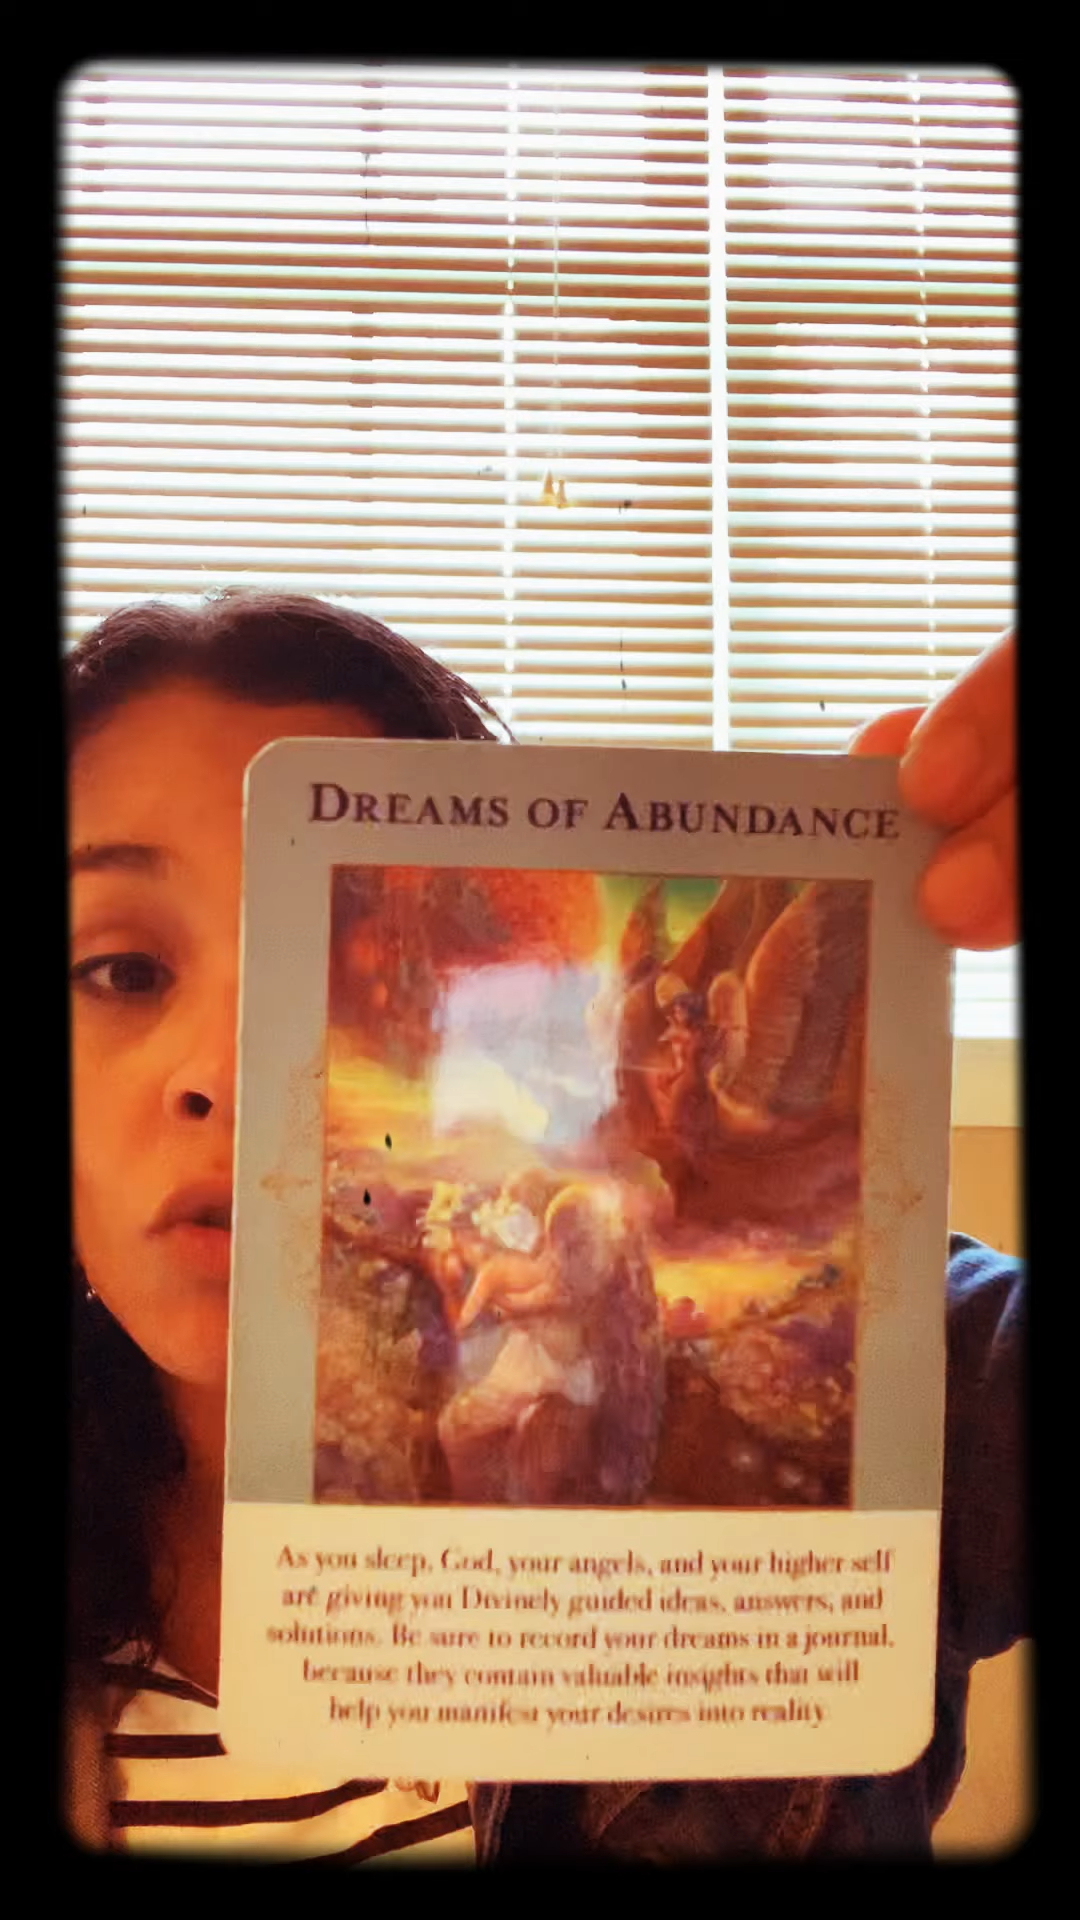 DREAMS OF ABUNDANCE
As you sleep, God, your angels, and your higher self
are giving you Divinely guided ideas, answers, and
solutions. Be sure to record your dreams in a journal,
because they contain valuable insights that will
help you manifest your desires into reality